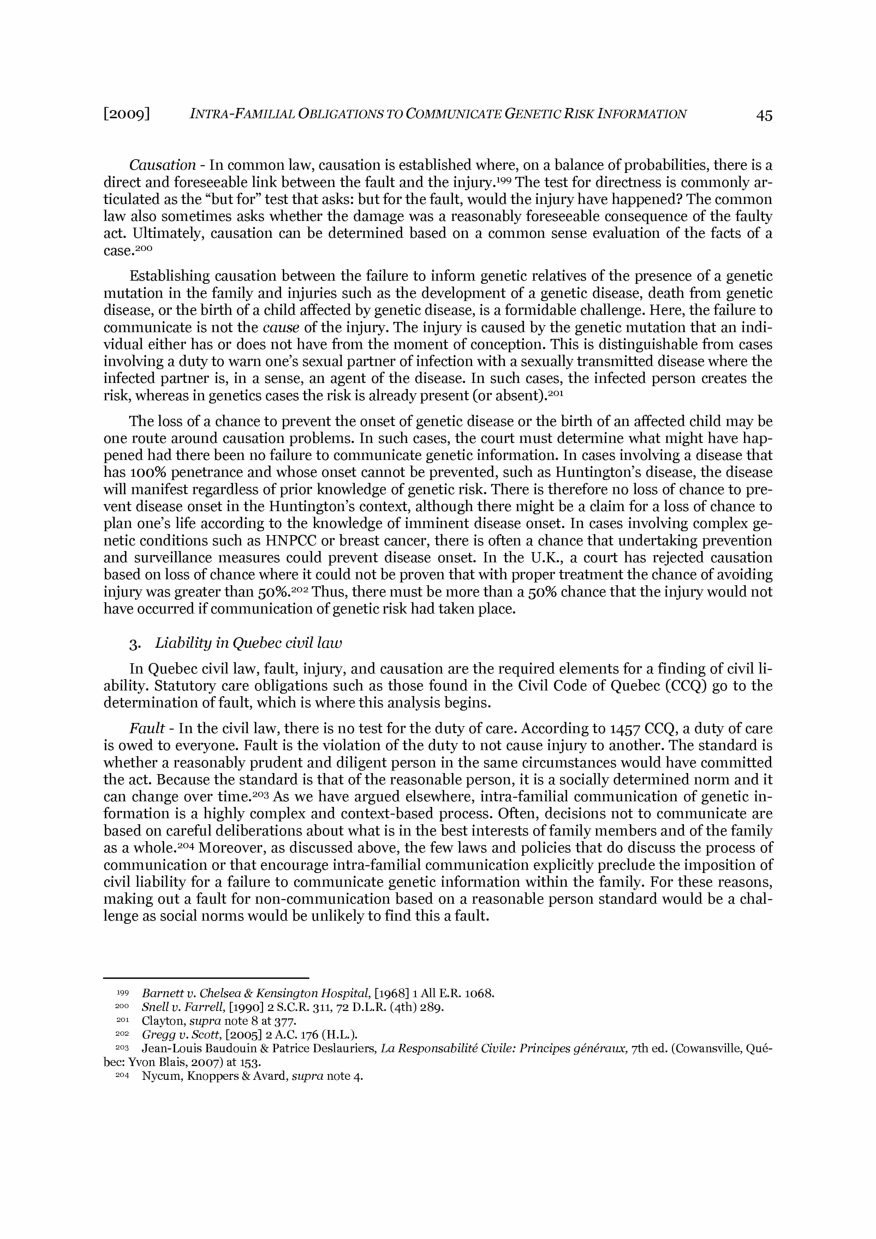 [2009] INTRA-FAMILIAL OBLIGATIONS TO COMMUNICATE GENETIC RISK INFORMATION 45
Causation - In common law, causation is established where, on a balance of probabilities, there is a
direct and foreseeable link between the fault and the injury.199 The test for directness is commonly ar-
ticulated as the “but for” test that asks: but for the fault, would the injury have happened? The common
law also sometimes asks whether the damage was a reasonably foreseeable consequence of the faulty
act. Ultimately, causation can be determined based on a common sense evaluation of the facts of a
case.200
Establishing causation between the failure to inform genetic relatives of the presence of a genetic
mutation in the family and injuries such as the development of a genetic disease, death from genetic
disease, or the birth of a child affected by genetic disease, is a formidable challenge. Here, the failure to
communicate is not the cause of the injury. The injury is caused by the genetic mutation that an indi-
vidual either has or does not have from the moment of conception. This is distinguishable from cases
involving a duty to warn one’s sexual partner of infection with a sexually transmitted disease where the
infected partner is, in a sense, an agent of the disease. In such cases, the infected person creates the
risk, whereas in genetics cases the risk is already present (or absent).201
The loss of a chance to prevent the onset of genetic disease or the birth of an affected child may be
one route around causation problems. In such cases, the court must determine what might have hap-
pened had there been no failure to communicate genetic information. In cases involving a disease that
has 100% penetrance and whose onset cannot be prevented, such as Huntington’s disease, the disease
will manifest regardless of prior knowledge of genetic risk. There is therefore no loss of chance to pre-
vent disease onset in the Huntington’s context, although there might be a claim for a loss of chance to
plan one’s life according to the knowledge of imminent disease onset. In cases involving complex ge-
netic conditions such as HNPCC or breast cancer, there is often a chance that undertaking prevention
and surveillance measures could prevent disease onset. In the U.K., a court has rejected causation
based on loss of chance where it could not be proven that with proper treatment the chance of avoiding
injury was greater than 50%.202 Thus, there must be more than a 50% chance that the injury would not
have occurred if communication of genetic risk had taken place.
3. Liability in Quebec civil law
In Quebec civil law, fault, injury, and causation are the required elements for a finding of civil li-
ability. Statutory care obligations such as those found in the Civil Code of Quebec (CCQ) go to the
determination of fault, which is where this analysis begins.
Fault - In the civil law, there is no test for the duty of care. According to 1457 CCQ, a duty of care
is owed to everyone. Fault is the violation of the duty to not cause injury to another. The standard is
whether a reasonably prudent and diligent person in the same circumstances would have committed
the act. Because the standard is that of the reasonable person, it is a socially determined norm and it
can change over time.203 As we have argued elsewhere, intra-familial communication of genetic in-
formation is a highly complex and context-based process. Often, decisions not to communicate are
based on careful deliberations about what is in the best interests of family members and of the family
as a whole.204 Moreover, as discussed above, the few laws and policies that do discuss the process of
communication or that encourage intra-familial communication explicitly preclude the imposition of
civil liability for a failure to communicate genetic information within the family. For these reasons,
making out a fault for non-communication based on a reasonable person standard would be a chal-
lenge as social norms would be unlikely to find this a fault.
199 Barnett v. Chelsea & Kensington Hospital, [1968] 1 All E.R. 1068.
200 Snell v. Farrell, [1990] 2 S.C.R. 311, 72 D.L.R. (4th) 289.
201 Clayton, supra note 8 at 377.
202 Gregg v. Scott, [2005] 2 A.C. 176 (H.L.).
203 Jean-Louis Baudouin & Patrice Deslauriers, La Responsabilité Civile: Principes généraux, 7th ed. (Cowansville, Qué-
bec: Yvon Blais, 2007) at 153.
204 Nycum, Knoppers & Avard, supra note 4.